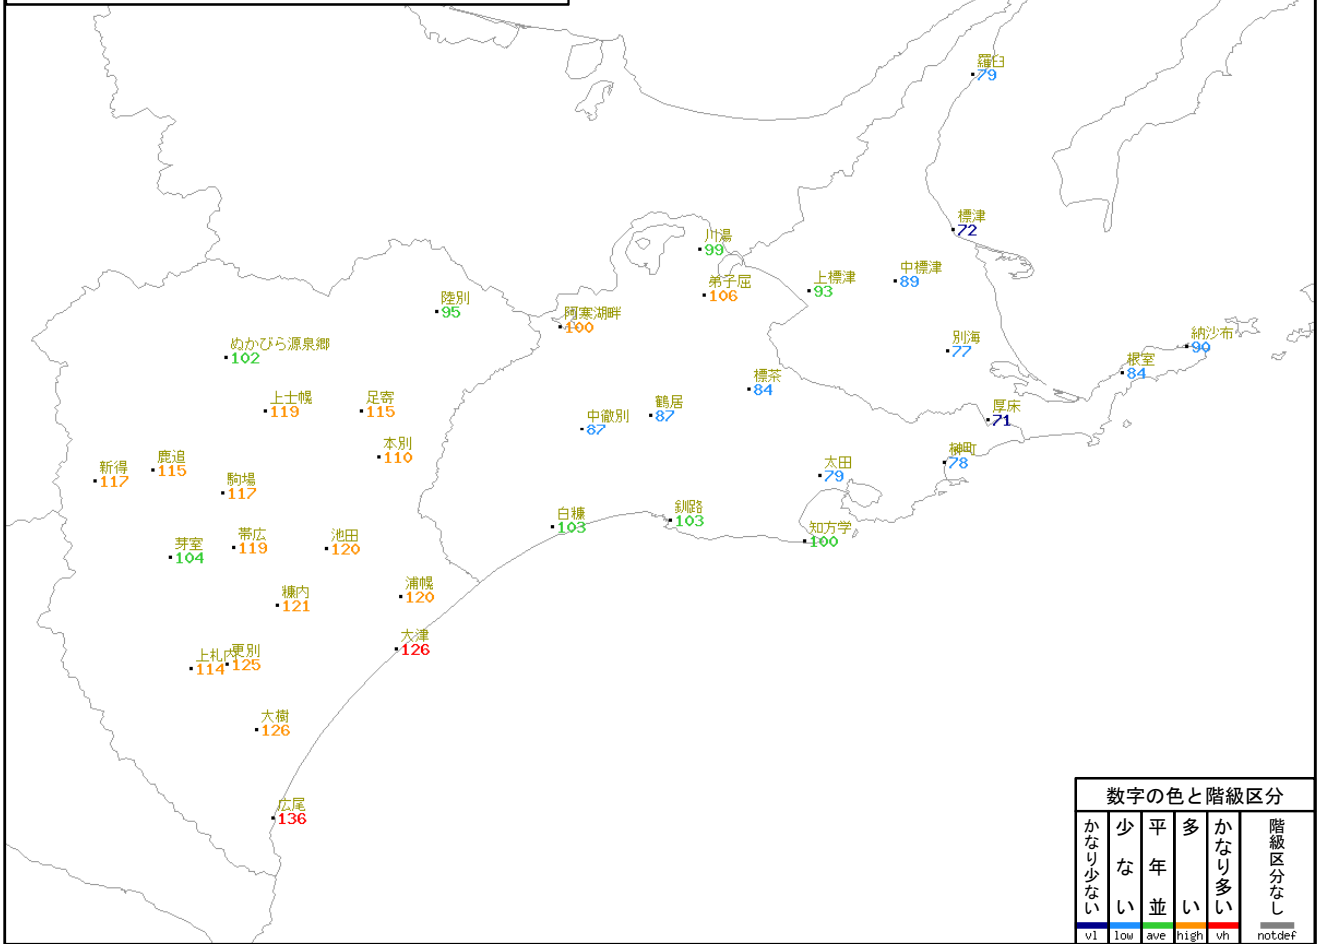 羅臼
79
標津
72
川湯
99
弟子屈
106
上標津
93
中標津
89
陸別
95
阿寒湖畔
100
ぬかびら源泉郷
102
別海
77
納沙布
90
根室
84
標茶
84
上士幌
119
足寄
115
鶴居
87
中徹別
87
厚床
71
本別
110
榊町
78
太田
79
新得
117
鹿追
115
駒場
117
白糠
103
釧路
103
知方学
100
芽室
104
帯広
119
池田
120
糠内
121
浦幌
120
大津
126
上札内
114
更別
125
大樹
126
広尾
136
数字の色と階級区分
かなり少ない
少ない
平年並
多い
かなり多い
階級区分なし
vl low ave high vh notdef